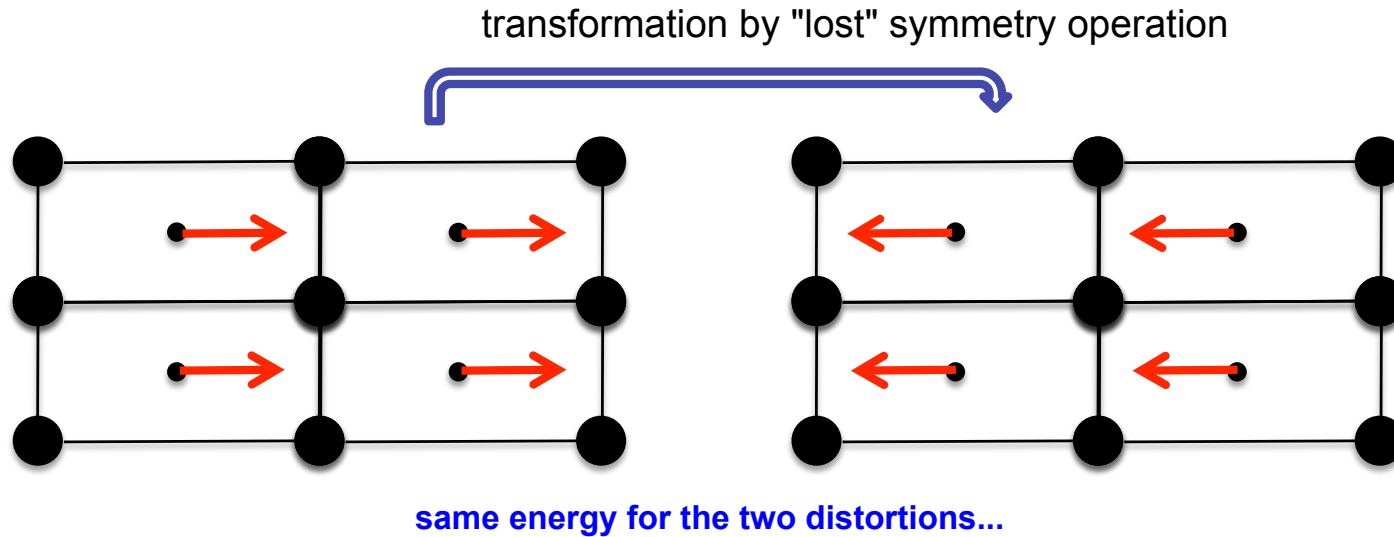 transformation by "lost" symmetry operation
same energy for the two distortions...